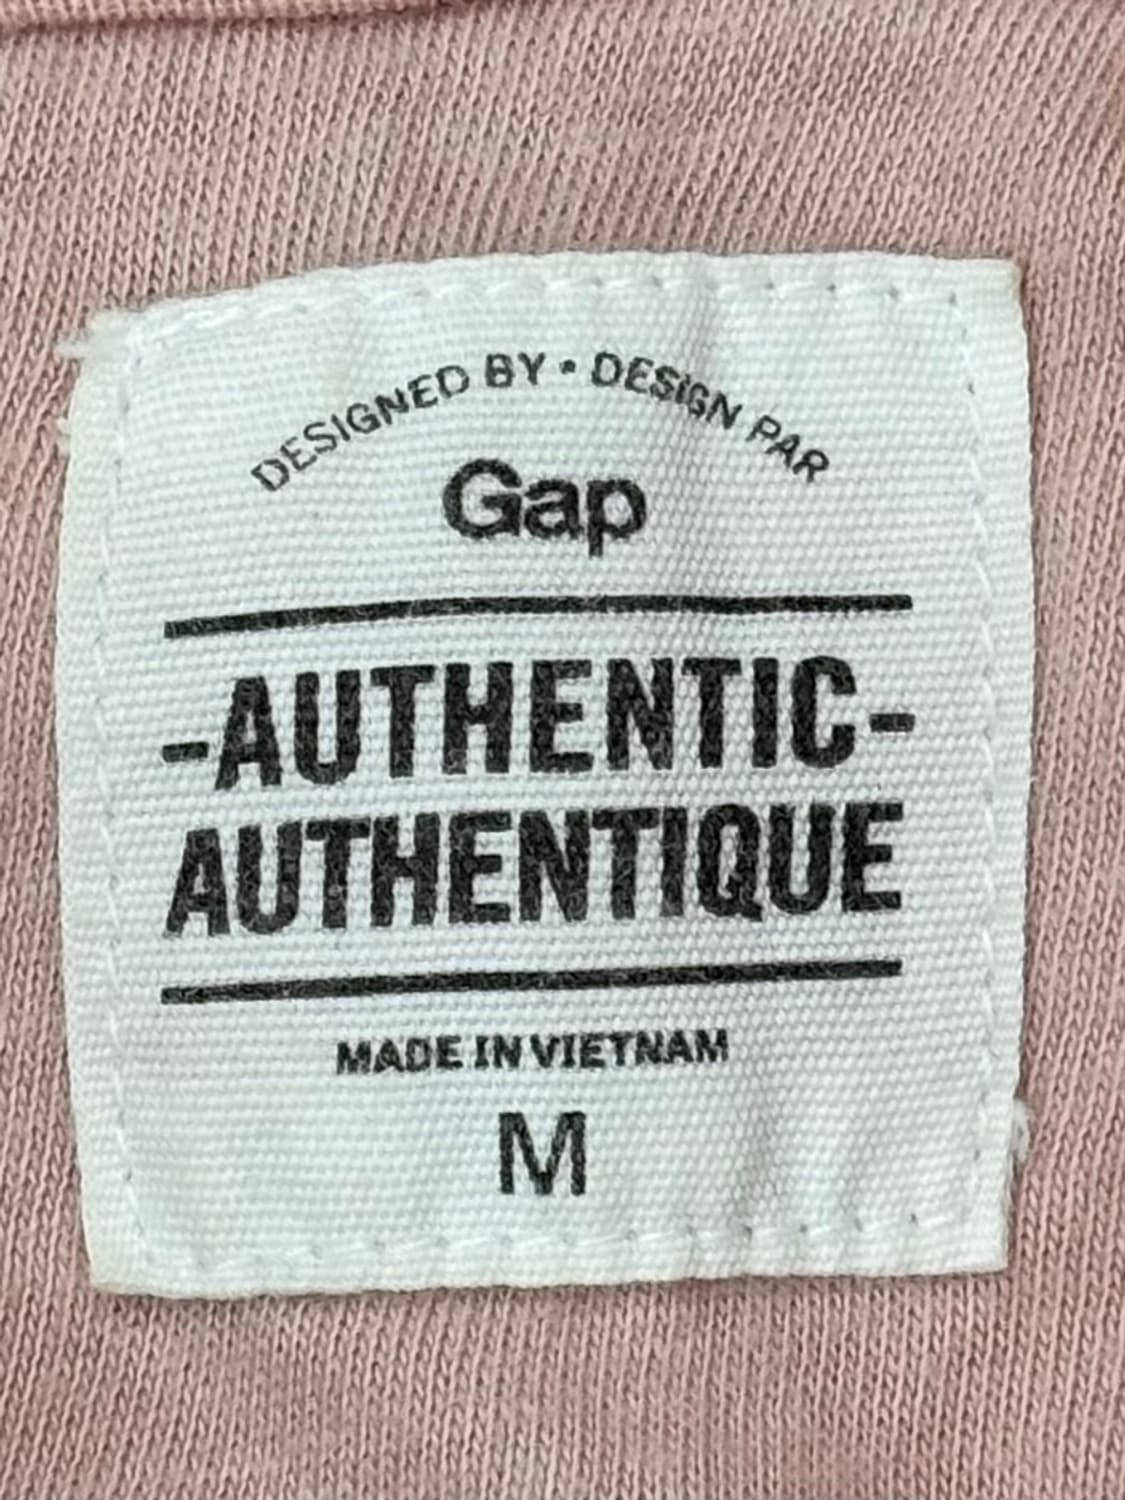 DESIGNED BY • DESIGN PAR
Gap
-AUTHENTIC-
AUTHENTIQUE
MADE IN VIETNAM
M